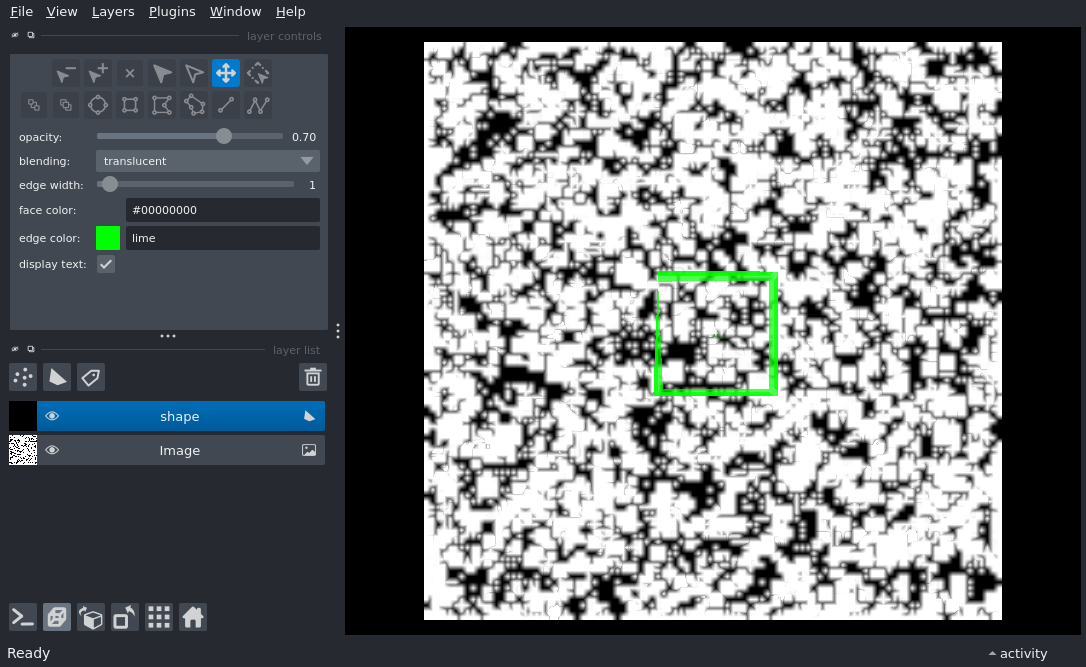 File View Layers Plugins Window Help
layer controls
opacity: 0.70
blending: translucent
edge width: 1
face color: #00000000
edge color: lime
display text:
layer list
shape
Image
Ready activity